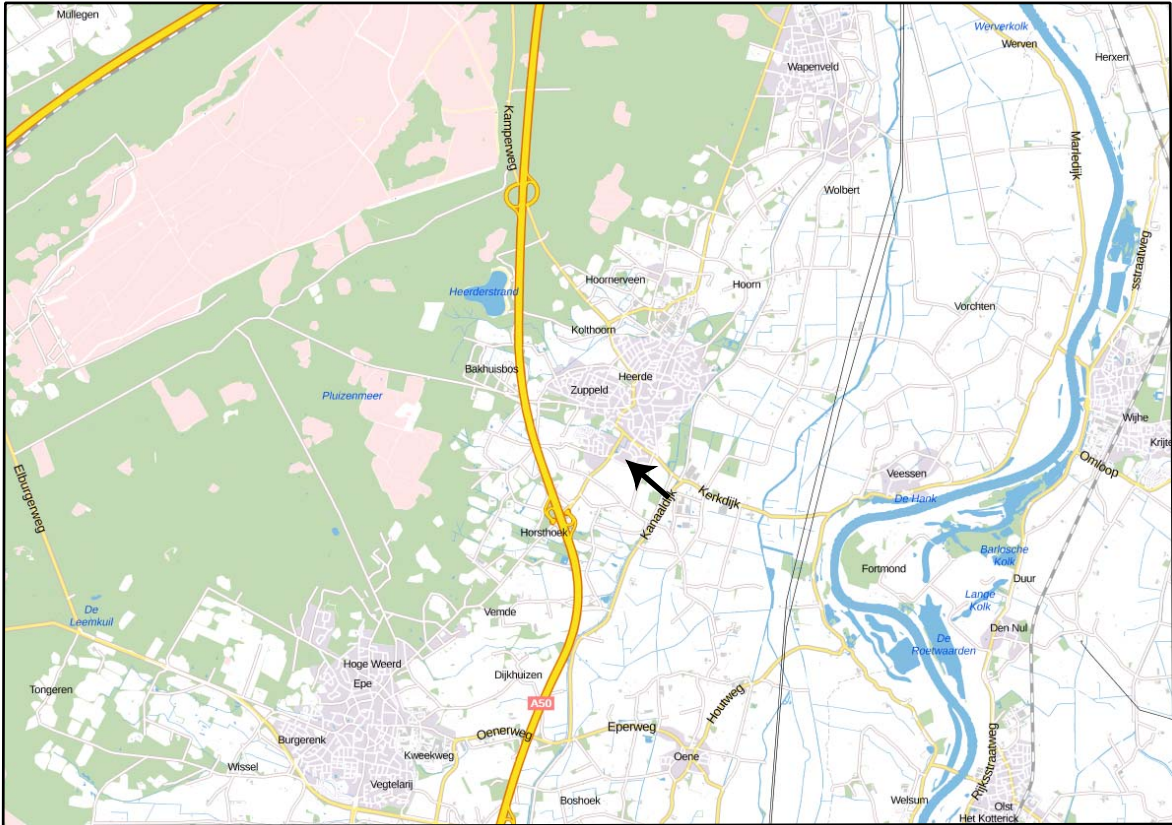 Mullegen
Werverkolk
Werven
Herxen
Wapenveld
Kamperweg
Marledijk
Wolbert
sstraatweg
Hoornerveen
Hoorn
Heerderstrand
Vorchten
Kolthoorn
Bakhuisbos
Heerde
Zuppeld
Pluizenmeer
Wijhe
Krijte
Omloop
Elburgerweg
Veessen
Kerkdijk
De Hank
Kanaaldijk
Horsthoek
Barlosche
Kolk
Fortmond
Duur
Lange
Kolk
De
Leemkuil
Vemde
Den Nul
De
Roetwaarden
Hoge Weerd
Epe
Dijkhuizen
Tongeren
A50
Houtweg
Oenerweg
Eperweg
Burgerenk
Kweekweg
Oene
Wissel
Rijksstraatweg
Vegtelarij
Boshoek
Welsum
Olst
Het Kotterick